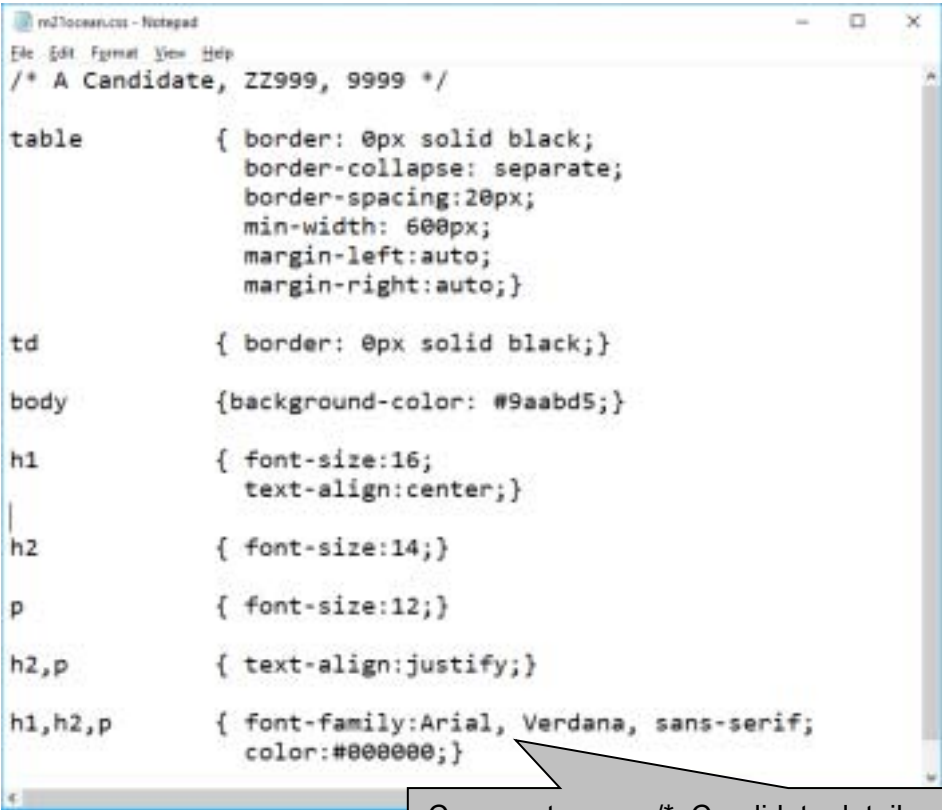 m21ocean.css - Notepad
File Edit Format View Help
/* A Candidate, ZZ999, 9999 */
table { border: 0px solid black;
border-collapse: separate;
border-spacing:20px;
min-width: 600px;
margin-left:auto;
margin-right:auto;}
td { border: 0px solid black;}
body {background-color: #9aabd5;}
h1 { font-size:16;
text-align:center;}
h2 { font-size:14;}
p { font-size:12;}
h2,p { text-align:justify;}
h1,h2,p { font-family:Arial, Verdana, sans-serif;
color:#000000;}